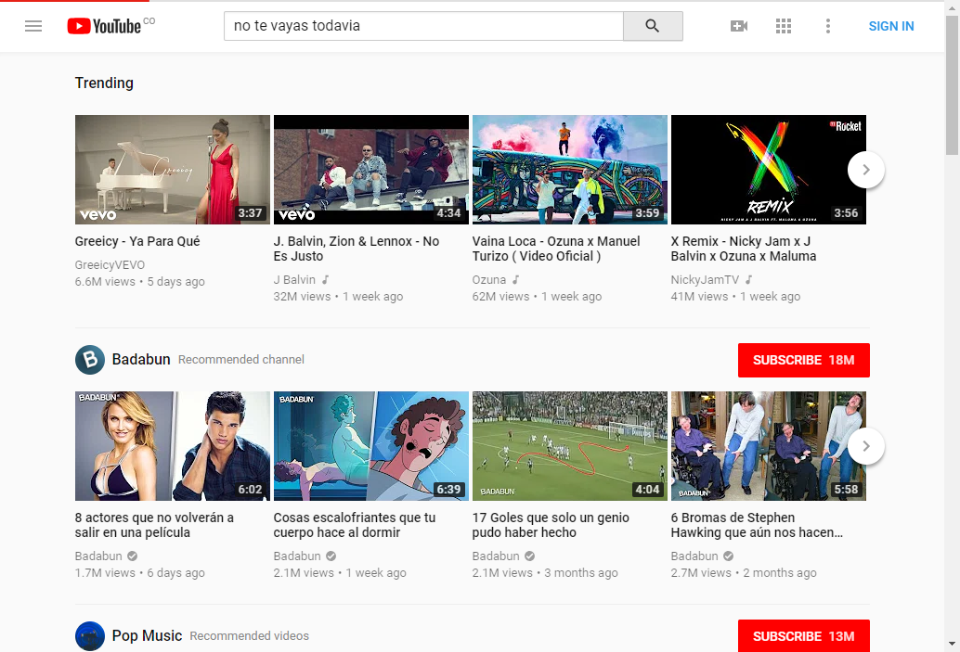 YouTube CO
no te vayas todavia
SIGN IN
Trending
vevo
Greeicy
3:37
vevo
4:34
3:59
Rocket
X
REMIX
NICKY JAM & J BALVIN FT. MALUMA & OZUNA
3:56
Greeicy - Ya Para Qué
GreeicyVEVO
6.6M views • 5 days ago
J. Balvin, Zion & Lennox - No
Es Justo
J Balvin
32M views • 1 week ago
Vaina Loca - Ozuna x Manuel
Turizo ( Video Oficial )
Ozuna
62M views • 1 week ago
X Remix - Nicky Jam x J
Balvin x Ozuna x Maluma
NickyJamTV
41M views • 1 week ago
B
Badabun
Recommended channel
SUBSCRIBE 18M
BADABUN
6:02
BADABUN
6:39
BADABUN
4:04
BADABUN
5:58
8 actores que no volverán a
salir en una película
Badabun
1.7M views • 6 days ago
Cosas escalofriantes que tu
cuerpo hace al dormir
Badabun
2.1M views • 1 week ago
17 Goles que solo un genio
pudo haber hecho
Badabun
2.1M views • 3 months ago
6 Bromas de Stephen
Hawking que aún nos hacen...
Badabun
2.7M views • 2 months ago
Pop Music
Recommended videos
SUBSCRIBE 13M